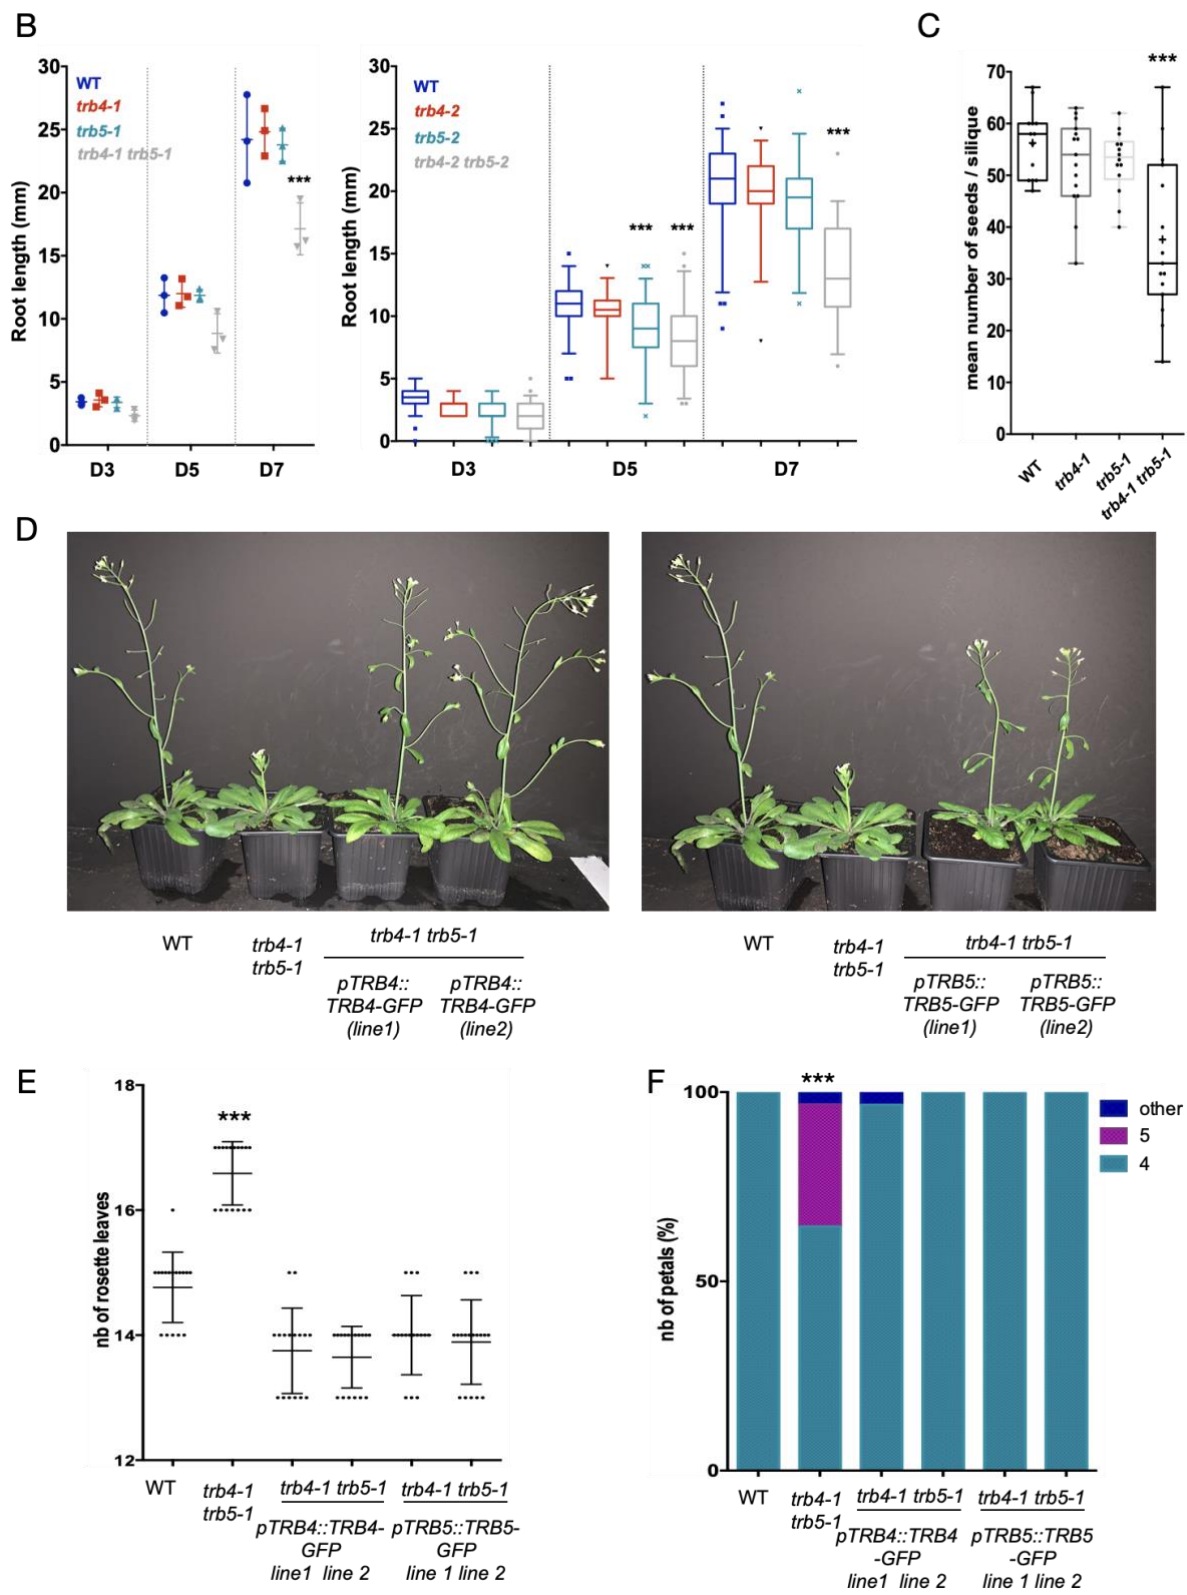 B
30
25
20
15
10
5
0
Root length (mm)
WT
trb4-1
trb5-1
trb4-1 trb5-1
***
D3 D5 D7
30
25
20
15
10
5
0
Root length (mm)
WT
trb4-2
trb5-2
trb4-2 trb5-2
*** *** ***
D3 D5 D7
C
***
70
60
50
40
30
20
10
0
mean number of seeds / silique
WT
trb4-1
trb5-1
trb4-1 trb5-1
D
WT
trb4-1
trb5-1
trb4-1 trb5-1
pTRB4::
TRB4-GFP
(line1)
pTRB4::
TRB4-GFP
(line2)
WT
trb4-1
trb5-1
trb4-1 trb5-1
pTRB5::
TRB5-GFP
(line1)
pTRB5::
TRB5-GFP
(line2)
E
18
16
14
12
nb of rosette leaves
***
WT
trb4-1
trb5-1
trb4-1 trb5-1
pTRB4::TRB4-
GFP
line1 line 2
trb4-1 trb5-1
pTRB5::TRB5-
GFP
line 1 line 2
F
***
100
50
0
nb of petals (%)
other
5
4
WT
trb4-1
trb5-1
trb4-1 trb5-1
pTRB4::TRB4
-GFP
line1 line 2
trb4-1 trb5-1
pTRB5::TRB5
-GFP
line 1 line 2